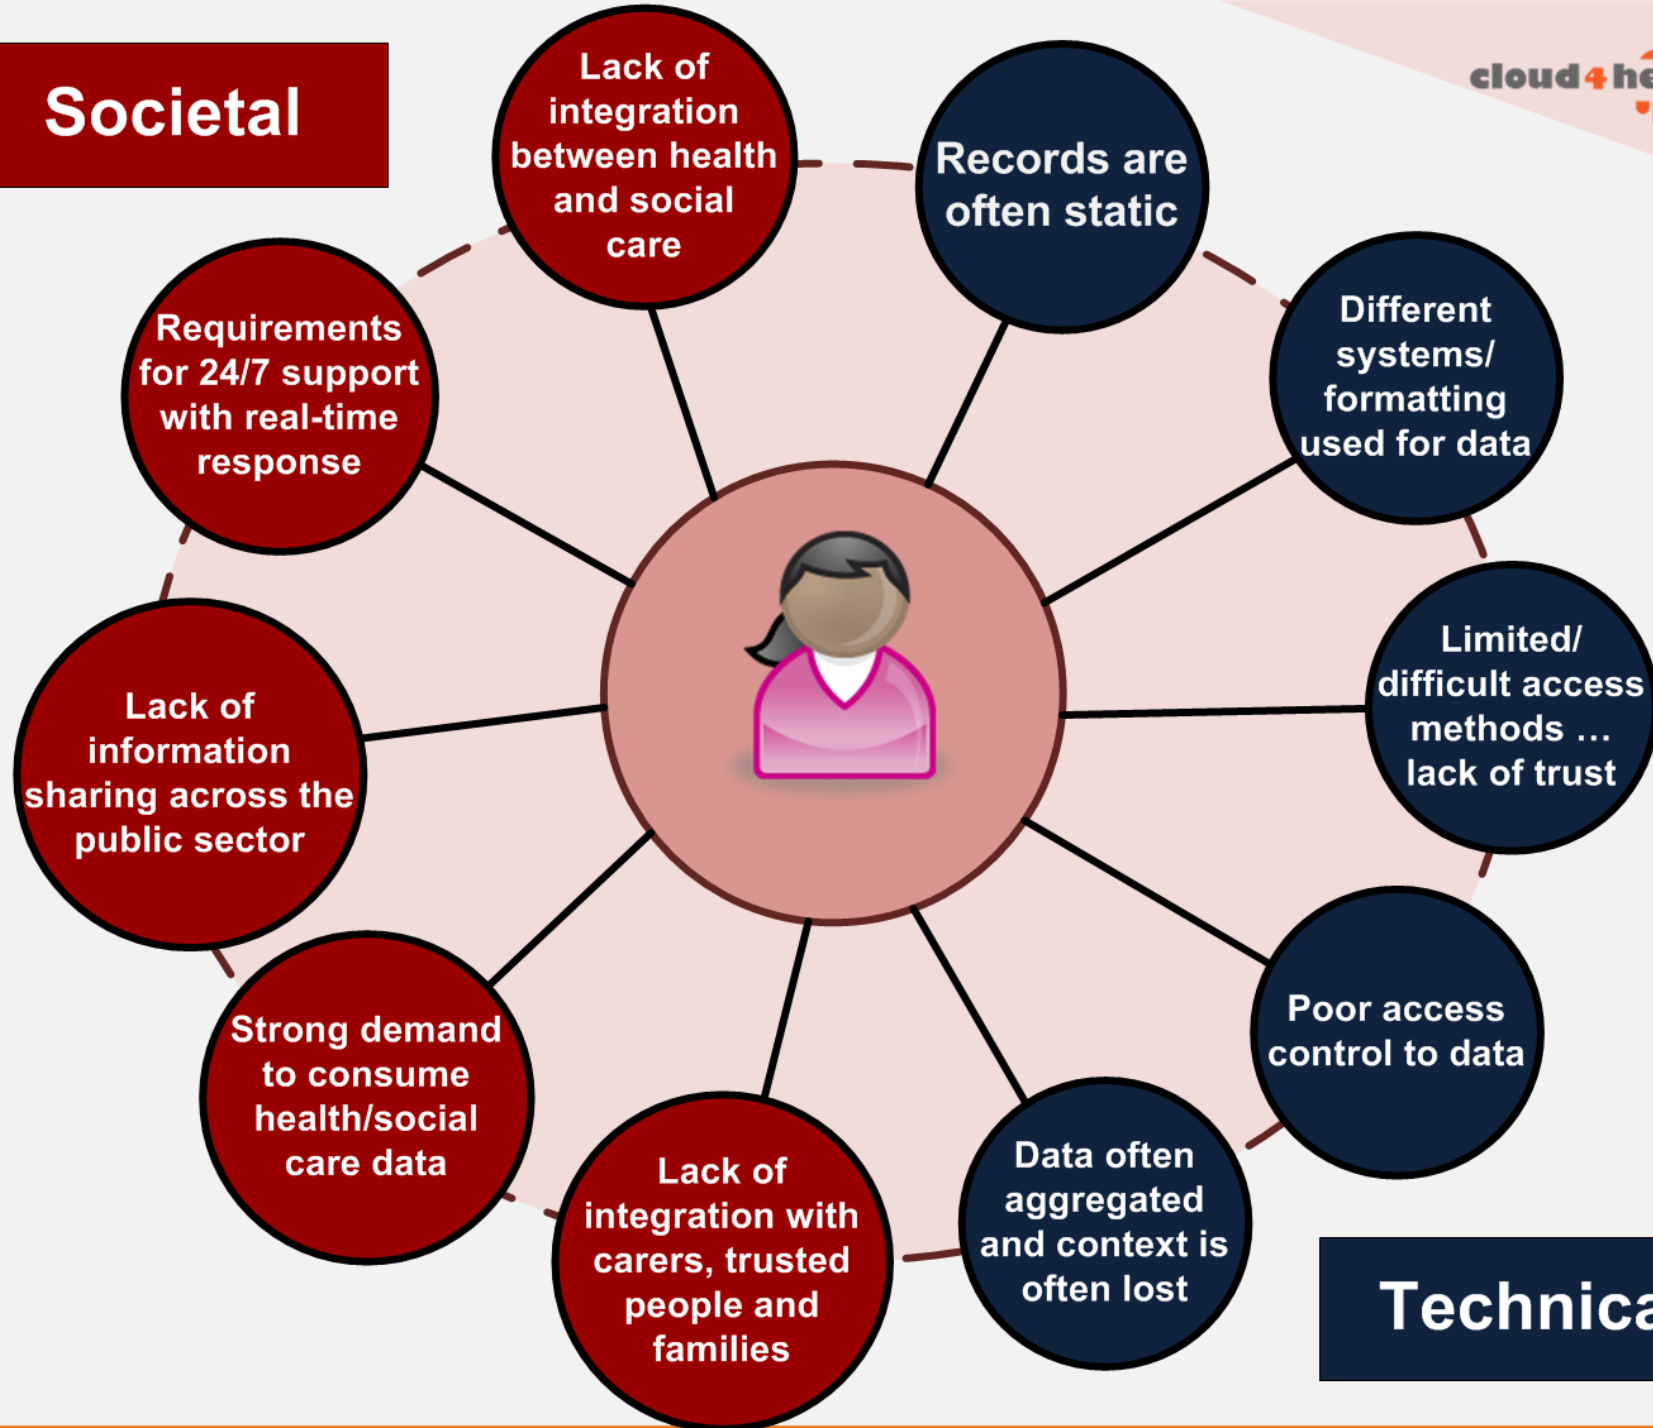 Societal
cloud4he
Lack of
integration
between health
and social
care
Records are
often static
Different
systems/
formatting
used for data
Limited/
difficult access
methods ...
lack of trust
Poor access
control to data
Data often
aggregated
and context is
often lost
Lack of
integration with
carers, trusted
people and
families
Strong demand
to consume
health/social
care data
Lack of
information
sharing across the
public sector
Requirements
for 24/7 support
with real-time
response
Technica